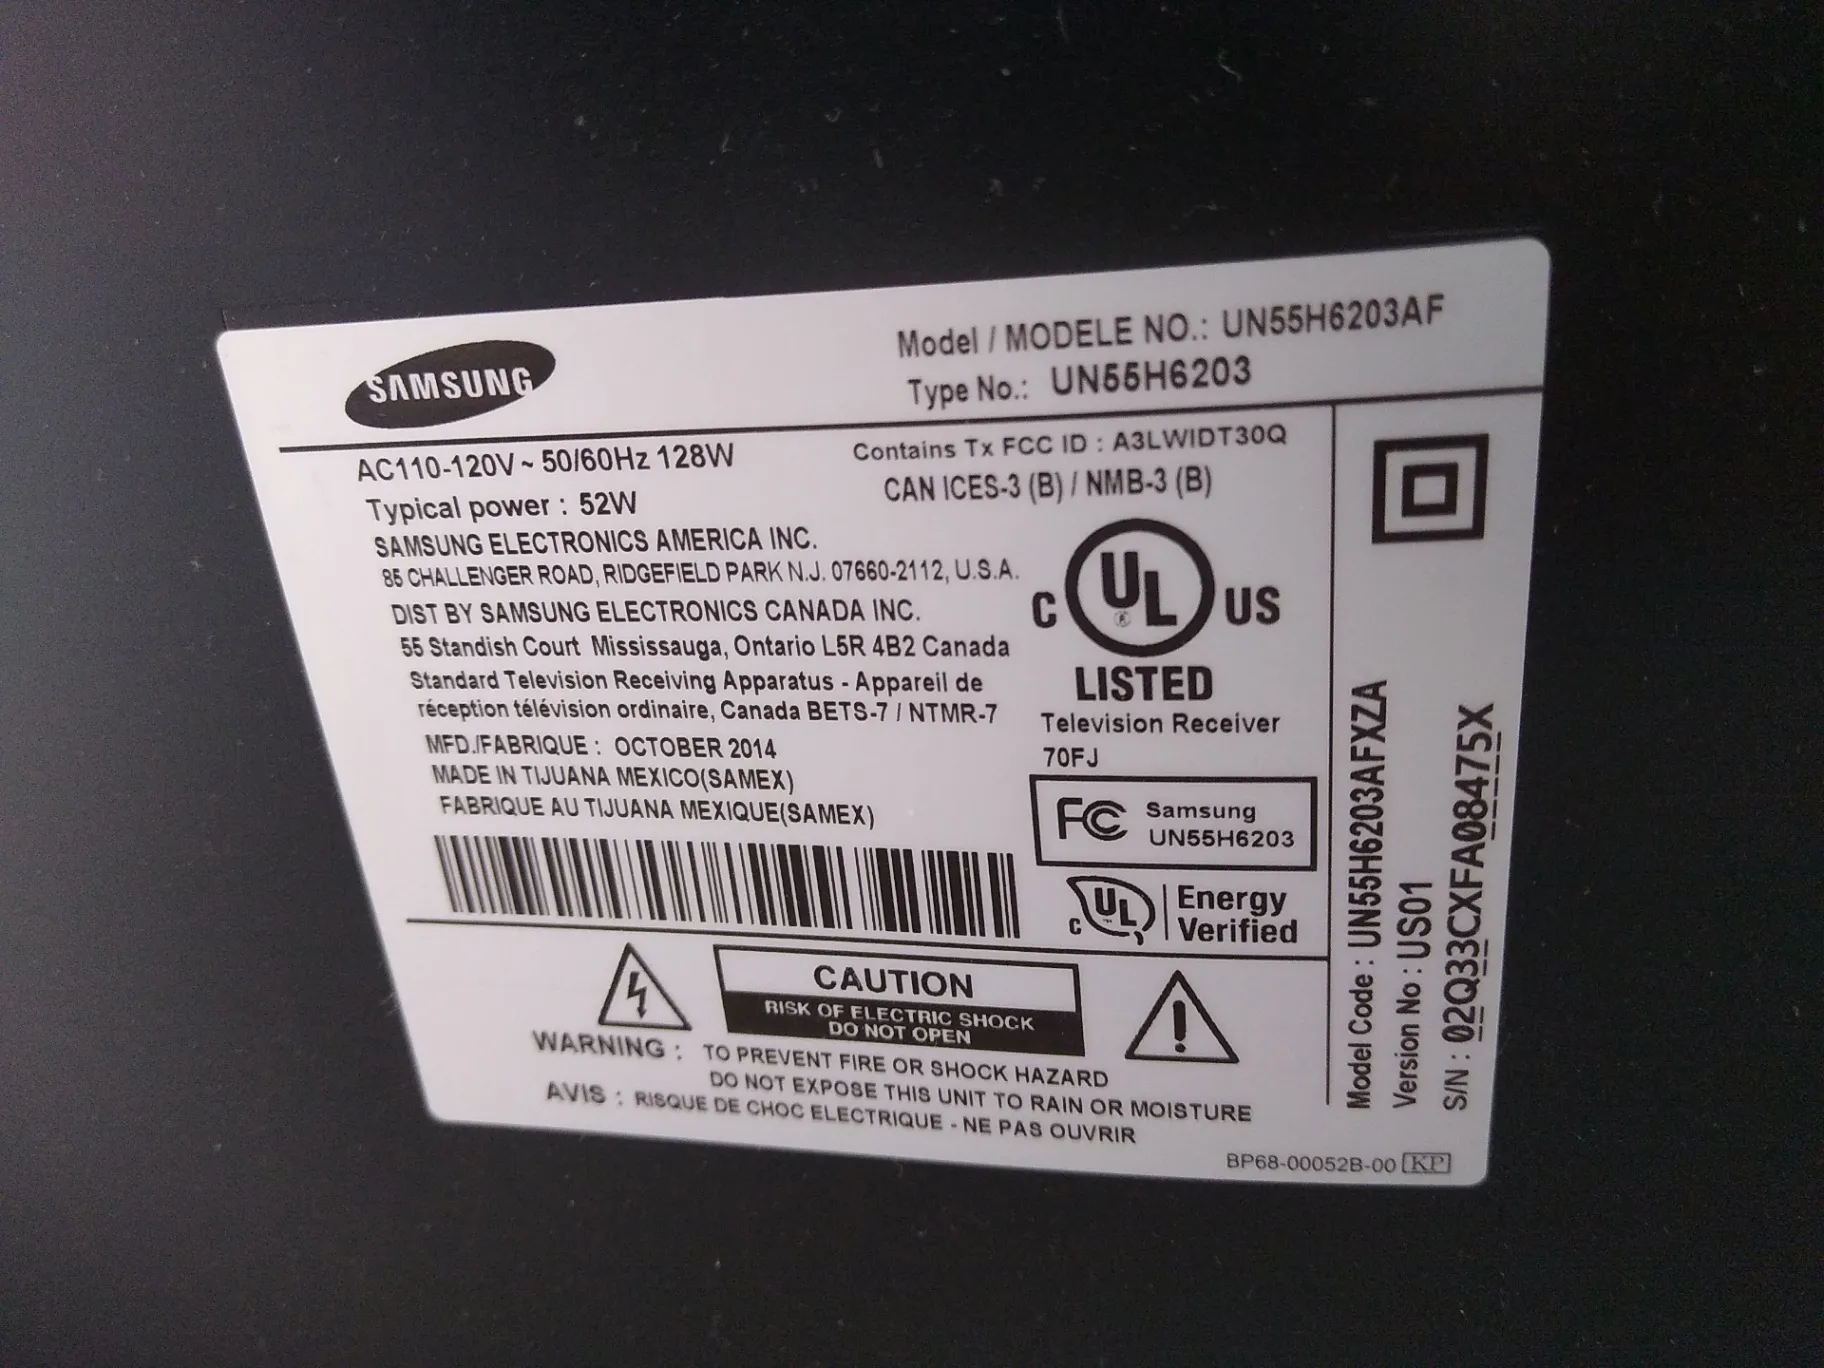 SAMSUNG
Model / MODELE NO.: UN55H6203AF
Type No.: UN55H6203
AC110-120V ~ 50/60Hz 128W
Typical power : 52W
Contains Tx FCC ID : A3LWIDT30Q
CAN ICES-3 (B) / NMB-3 (B)
SAMSUNG ELECTRONICS AMERICA INC.
85 CHALLENGER ROAD, RIDGEFIELD PARK N.J. 07660-2112, U.S.A.
DIST BY SAMSUNG ELECTRONICS CANADA INC.
55 Standish Court Mississauga, Ontario L5R 4B2 Canada
Standard Television Receiving Apparatus - Appareil de
réception télévision ordinaire, Canada BETS-7 / NTMR-7
MFD./FABRIQUE : OCTOBER 2014
MADE IN TIJUANA MEXICO(SAMEX)
FABRIQUE AU TIJUANA MEXIQUE(SAMEX)
C UL ® US
LISTED
Television Receiver
70FJ
FC Samsung
UN55H6203
C UL Energy
Verified
CAUTION
RISK OF ELECTRIC SHOCK
DO NOT OPEN
WARNING : TO PREVENT FIRE OR SHOCK HAZARD
DO NOT EXPOSE THIS UNIT TO RAIN OR MOISTURE
AVIS : RISQUE DE CHOC ELECTRIQUE - NE PAS OUVRIR
BP68-00052B-00 KP
Model Code : UN55H6203AFXZA
Version No : US01
S/N : 02Q33CXFA08475X